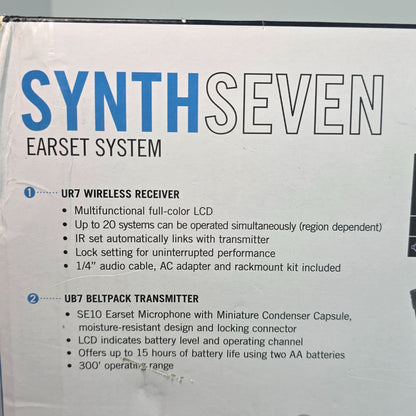 SYNTHSEVEN
EARSET SYSTEM
1 ...... UR7 WIRELESS RECEIVER
• Multifunctional full-color LCD
• Up to 20 systems can be operated simultaneously (region dependent)
• IR set automatically links with transmitter
• Lock setting for uninterrupted performance
• 1/4" audio cable, AC adapter and rackmount kit included
2 ...... UB7 BELTPACK TRANSMITTER
• SE10 Earset Microphone with Miniature Condenser Capsule,
moisture-resistant design and locking connector
• LCD indicates battery level and operating channel
• Offers up to 15 hours of battery life using two AA batteries
• 300' operating range